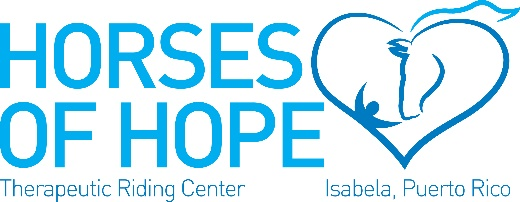 HORSES
OF HOPE
Therapeutic Riding Center
Isabela, Puerto Rico